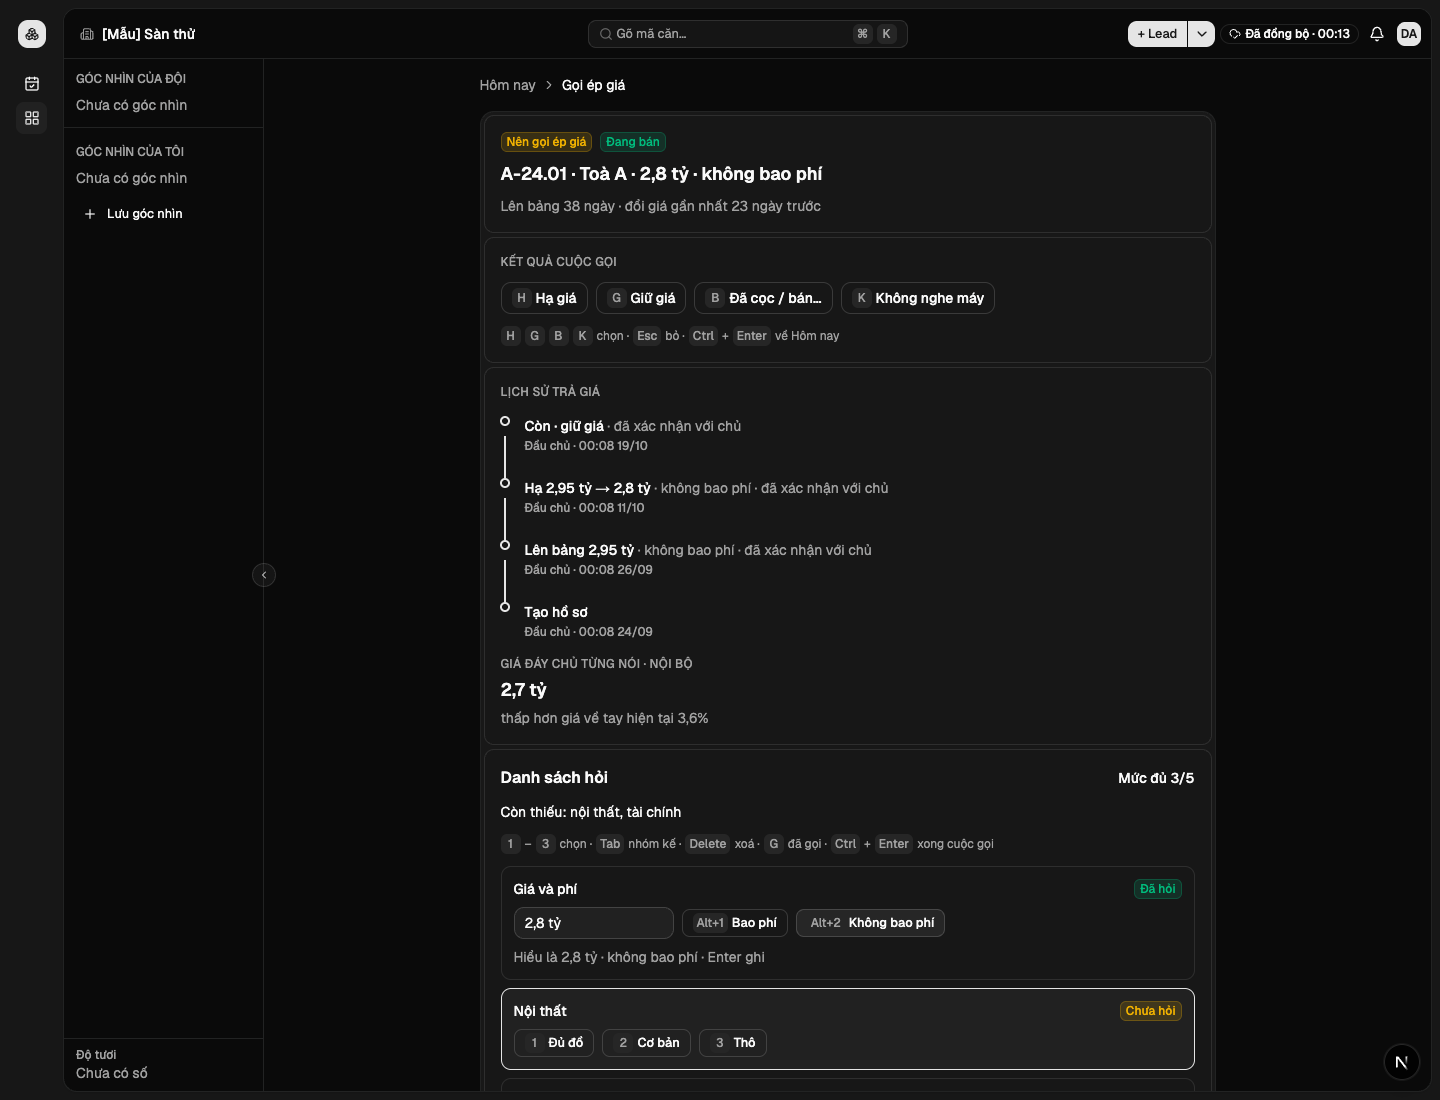 [Mẫu] Sàn thử
Gõ mã căn...
⌘ K
+ Lead
Đã đồng bộ · 00:13
DA
GÓC NHÌN CỦA ĐỘI
Chưa có góc nhìn
GÓC NHÌN CỦA TÔI
Chưa có góc nhìn
+ Lưu góc nhìn
Độ tươi
Chưa có số
Hôm nay > Gọi ép giá
Nên gọi ép giá Đang bán
A-24.01 · Toà A · 2,8 tỷ · không bao phí
Lên bảng 38 ngày · đổi giá gần nhất 23 ngày trước
KẾT QUẢ CUỘC GỌI
H Hạ giá G Giữ giá B Đã cọc / bán... K Không nghe máy
H G B K chọn · Esc bỏ · Ctrl + Enter về Hôm nay
LỊCH SỬ TRẢ GIÁ
Còn · giữ giá · đã xác nhận với chủ
Đầu chủ · 00:08 19/10
Hạ 2,95 tỷ → 2,8 tỷ · không bao phí · đã xác nhận với chủ
Đầu chủ · 00:08 11/10
Lên bảng 2,95 tỷ · không bao phí · đã xác nhận với chủ
Đầu chủ · 00:08 26/09
Tạo hồ sơ
Đầu chủ · 00:08 24/09
GIÁ ĐÁY CHỦ TỪNG NÓI · NỘI BỘ
2,7 tỷ
thấp hơn giá về tay hiện tại 3,6%
Danh sách hỏi
Mức đủ 3/5
Còn thiếu: nội thất, tài chính
1 – 3 chọn · Tab nhóm kế · Delete xoá · G đã gọi · Ctrl + Enter xong cuộc gọi
Giá và phí
Đã hỏi
2,8 tỷ Alt+1 Bao phí Alt+2 Không bao phí
Hiểu là 2,8 tỷ · không bao phí · Enter ghi
Nội thất
Chưa hỏi
1 Đủ đồ 2 Cơ bản 3 Thô
N